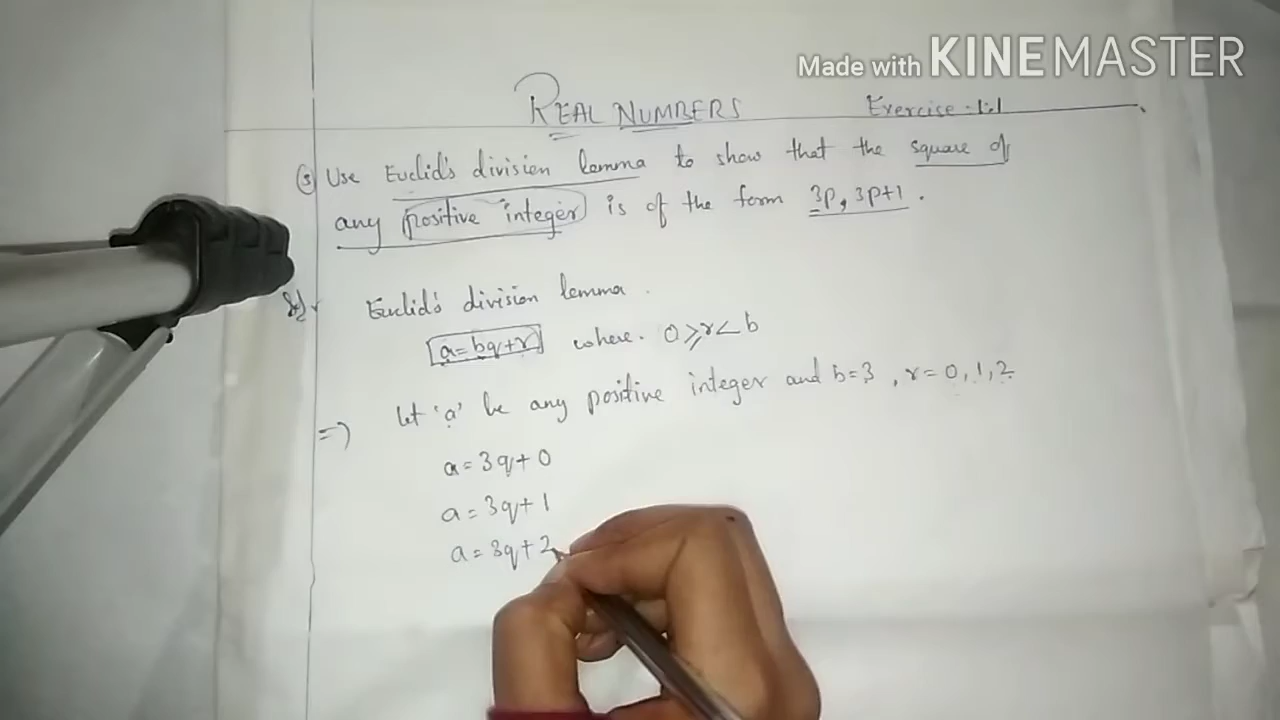 Made with KINEMASTER
REAL NUMBERS Exercise-1.1
③ Use Euclid's division lemma to show that the square of
any positive integer is of the form 3p, 3p+1.
Sol Euclid's division lemma.
a=bq+r where. 0≥r<b
=> let 'a' be any positive integer and b=3, r=0,1,2
a=3q+0
a=3q+1
a=3q+2